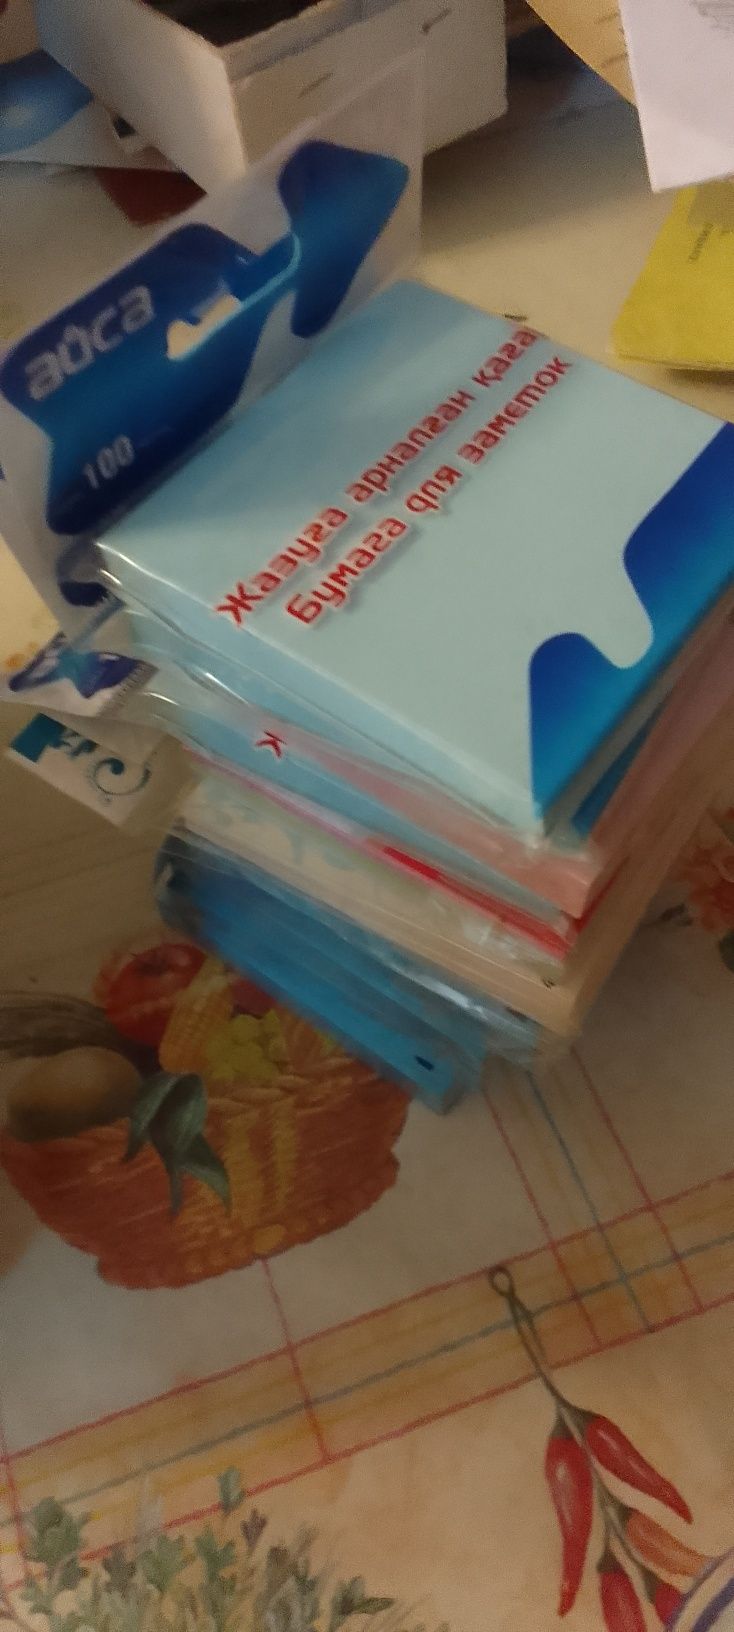 айса
100
Жазуға арналған қағаз
Бумага для заметок
К